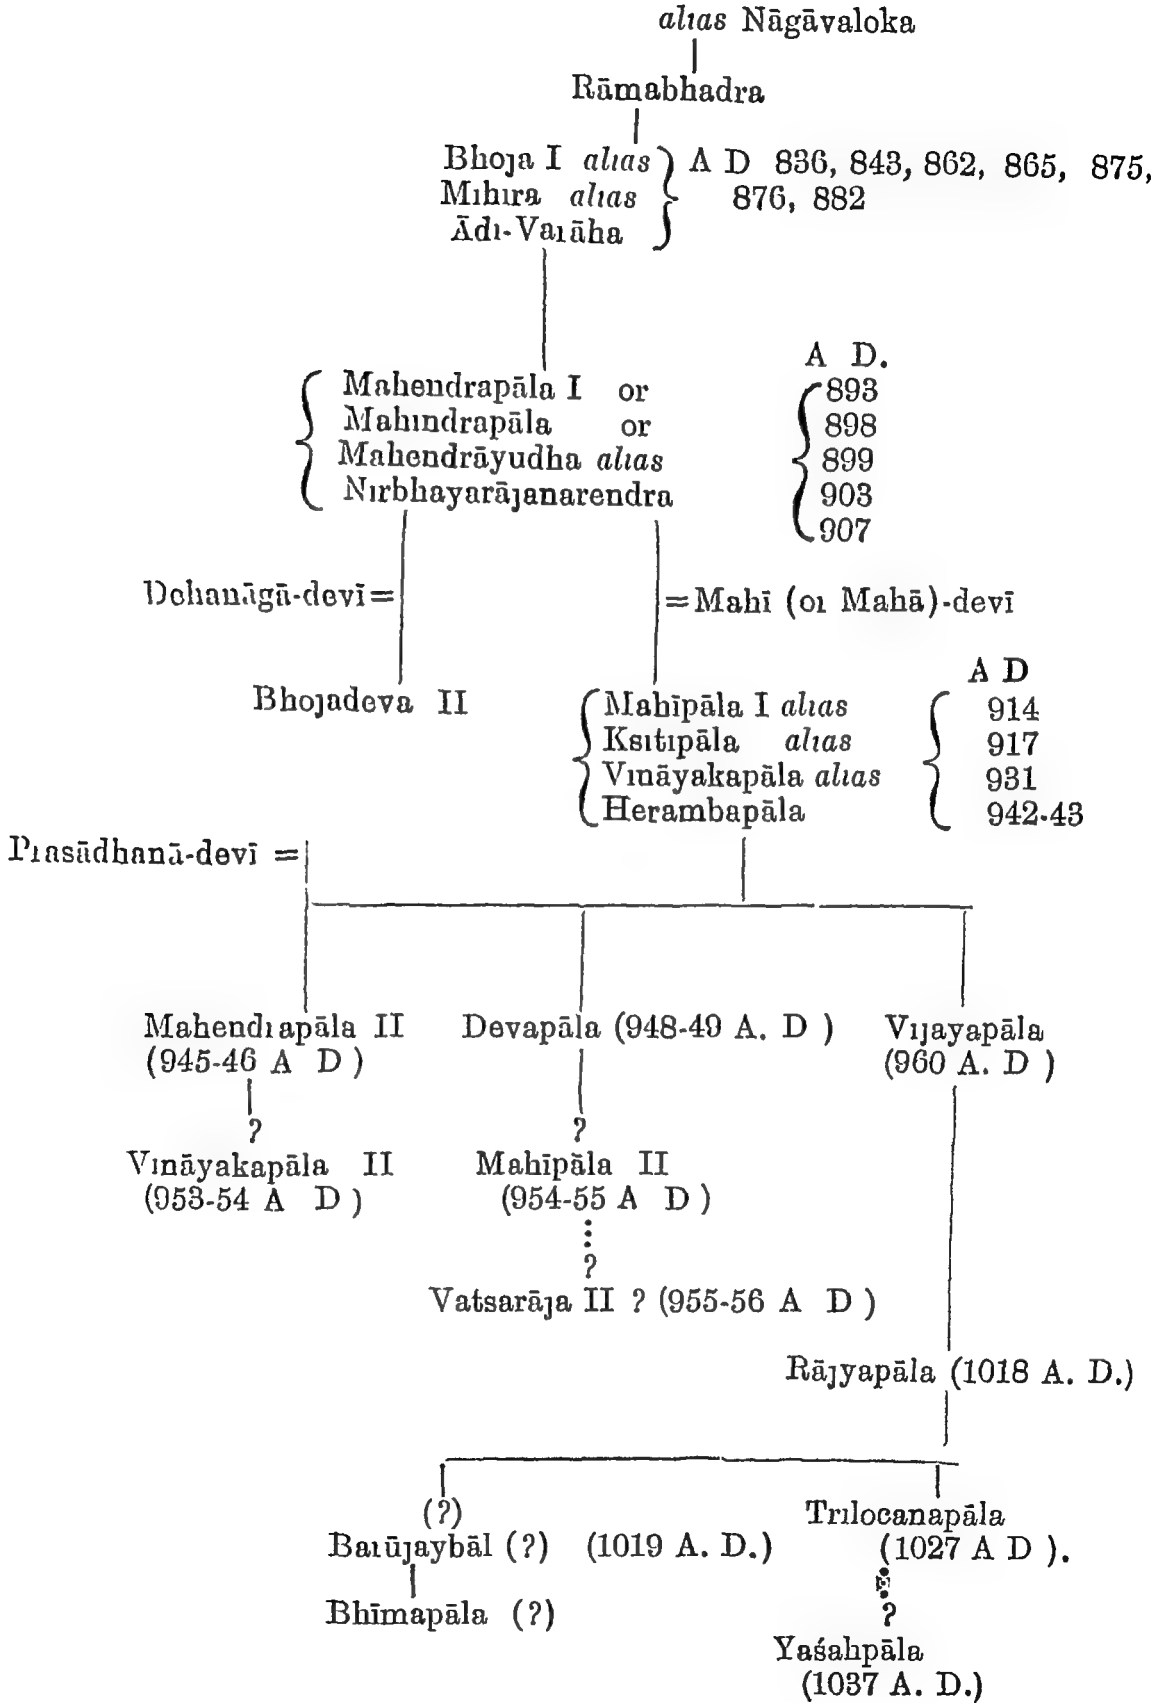 alias Nāgāvaloka
Rāmabhadra
Bhoja I alias } A D 836, 843, 862, 865, 875,
Mihira alias 876, 882
Ādi-Varāha
A D.
Mahendrapāla I or 893
Mahindrapāla or 898
Mahendrāyudha alias 899
Nirbhayarājanarendra 903
907
Dehanāgā-devī = = Mahī (or Mahā)-devī
A D
Bhojadeva II Mahīpāla I alias 914
Ksitipāla alias 917
Vināyakapāla alias 931
Herambapāla 942-43
Prasādhanā-devī =
Mahendrapāla II Devapāla (948-49 A. D ) Vijayapāla
(945-46 A D ) (960 A. D )
? ?
Vināyakapāla II Mahīpāla II
(953-54 A D ) (954-55 A D )
?
Vatsarāja II ? (955-56 A D )
Rājyapāla (1018 A. D.)
(?) Trilocanapāla
Barūjaybāl (?) (1019 A. D.) (1027 A D ).
Bhīmapāla (?) ?
Yaśahpāla
(1037 A. D.)